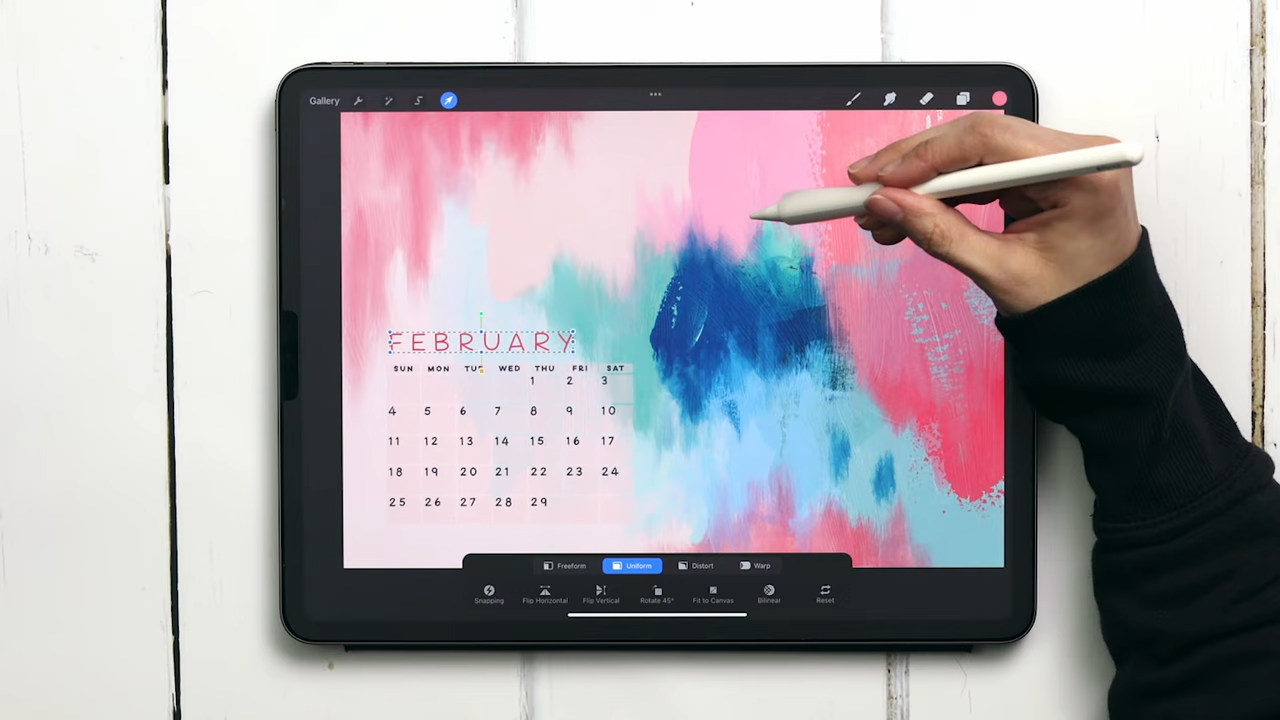 Gallery
FEBRUARY
SUN MON TUE WED THU FRI SAT
1 2 3
4 5 6 7 8 9 10
11 12 13 14 15 16 17
18 19 20 21 22 23 24
25 26 27 28 29
Freeform Uniform Distort Warp
Snapping Flip Horizontal Flip Vertical Rotate 45° Fit to Canvas Bilinear Reset